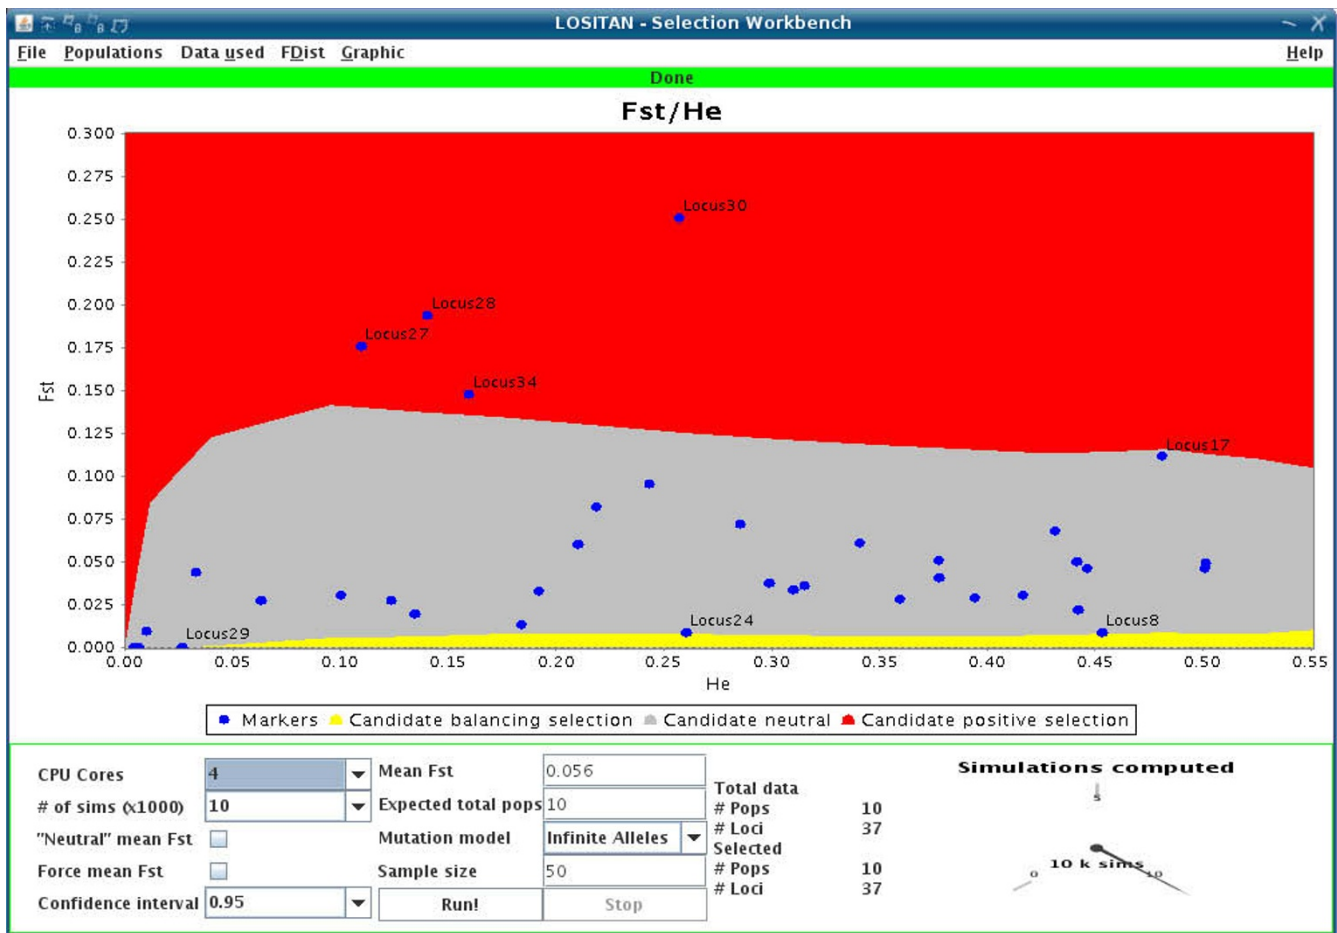 LOSITAN - Selection Workbench
File Populations Data used FDist Graphic Help
Done
Fst/He
0.300
0.275
0.250
0.225
0.200
0.175
0.150
0.125
0.100
0.075
0.050
0.025
0.000
Fst
Locus30
Locus28
Locus27
Locus34
Locus17
Locus29
Locus24
Locus8
0.00 0.05 0.10 0.15 0.20 0.25 0.30 0.35 0.40 0.45 0.50 0.55
He
Markers Candidate balancing selection Candidate neutral Candidate positive selection
CPU Cores 4
# of sims (x1000) 10
"Neutral" mean Fst
Force mean Fst
Confidence interval 0.95
Mean Fst 0.056
Expected total pops 10
Mutation model Infinite Alleles
Sample size 50
Run! Stop
Total data
# Pops 10
# Loci 37
Selected
# Pops 10
# Loci 37
Simulations computed
5
10 k sims
0 10